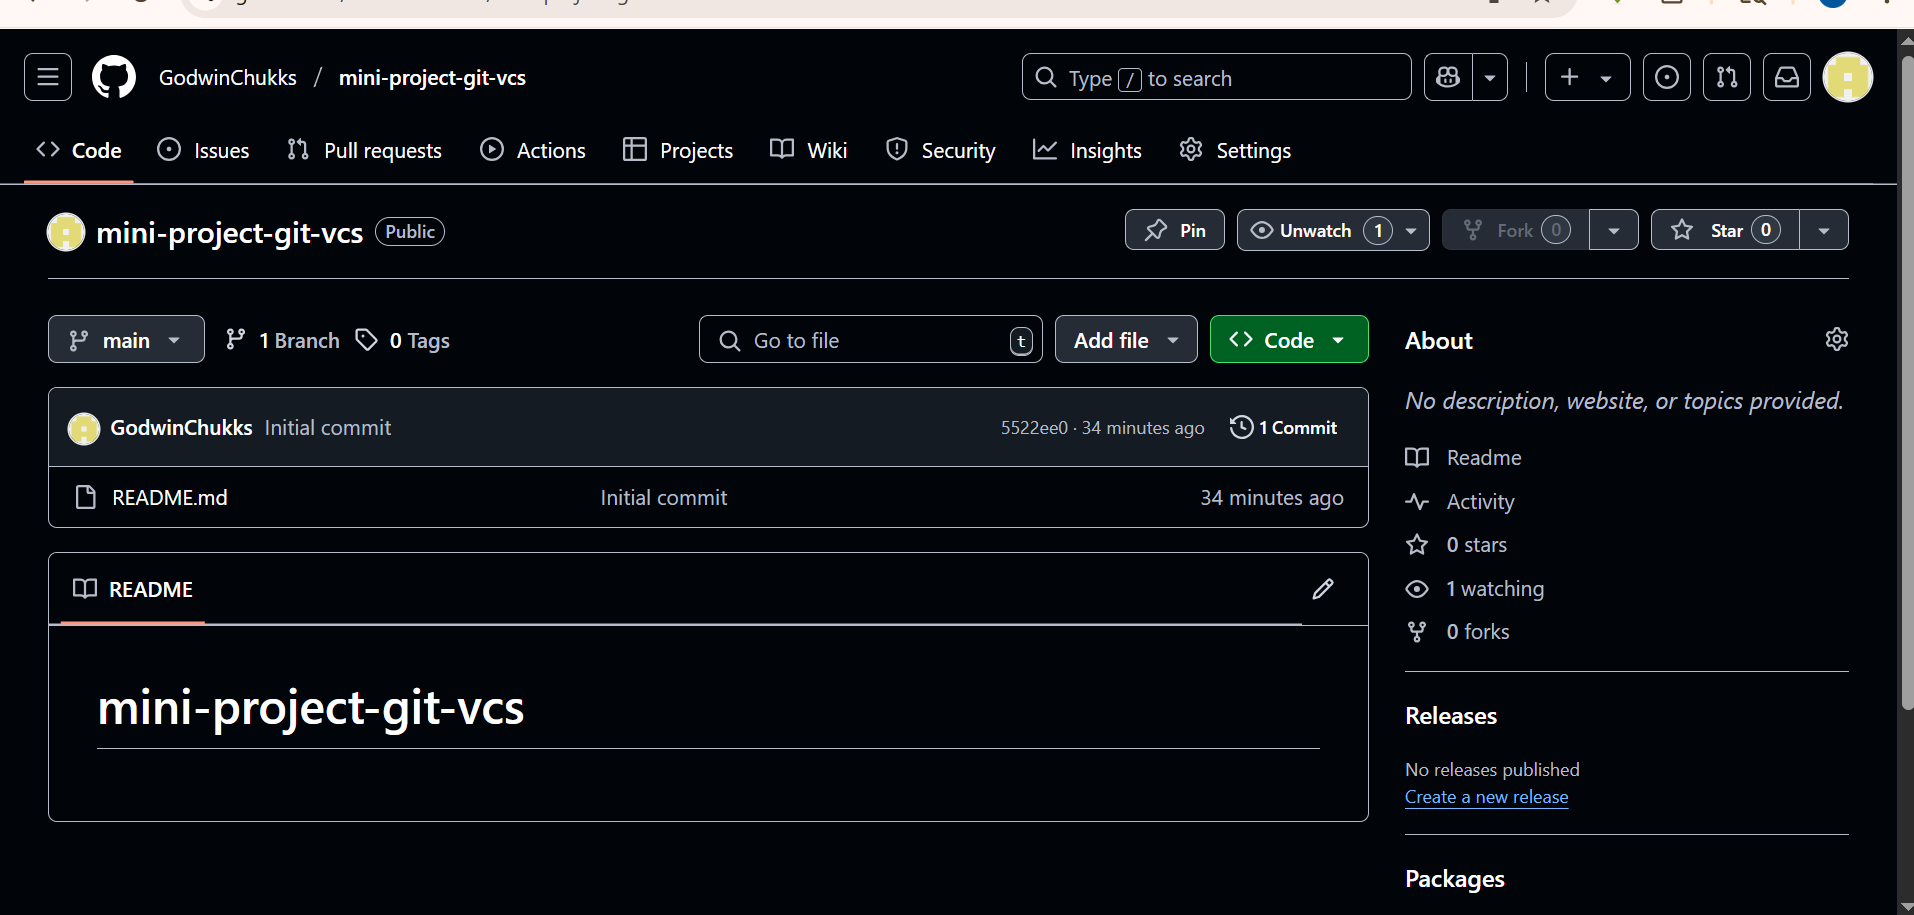 GodwinChukks / mini-project-git-vcs
Type / to search
Code Issues Pull requests Actions Projects Wiki Security Insights Settings
mini-project-git-vcs Public
Pin Unwatch 1 Fork 0 Star 0
main 1 Branch 0 Tags
Go to file t Add file Code
GodwinChukks Initial commit 5522ee0 · 34 minutes ago 1 Commit
README.md Initial commit 34 minutes ago
README
mini-project-git-vcs
About
No description, website, or topics provided.
Readme
Activity
0 stars
1 watching
0 forks
Releases
No releases published
Create a new release
Packages